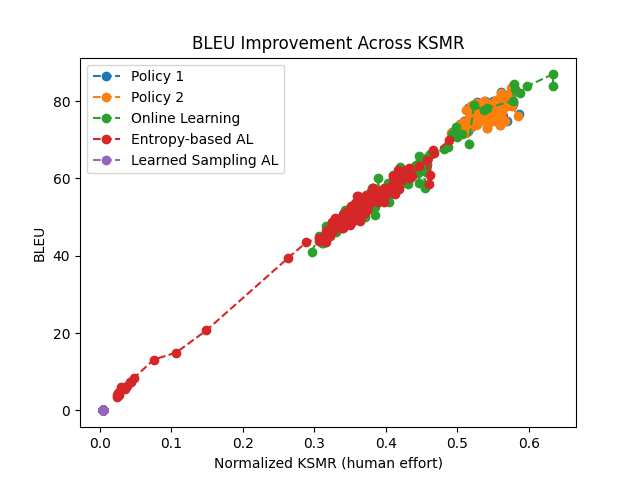 BLEU Improvement Across KSMR
Policy 1
Policy 2
Online Learning
Entropy-based AL
Learned Sampling AL
BLEU
80
60
40
20
0
0.0 0.1 0.2 0.3 0.4 0.5 0.6
Normalized KSMR (human effort)